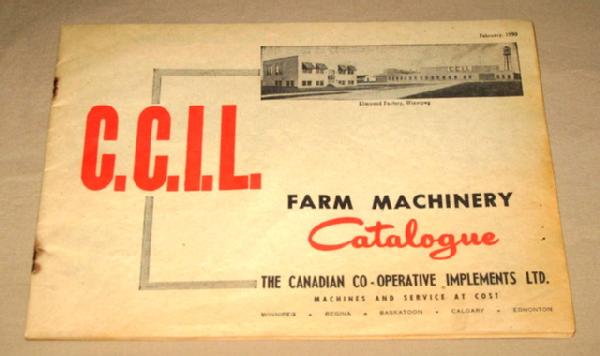 February, 1950
C.C.I.L.
Elmwood Factory, Winnipeg
C.C.I.L.
FARM MACHINERY
Catalogue
THE CANADIAN CO-OPERATIVE IMPLEMENTS LTD.
MACHINES AND SERVICE AT COST
WINNIPEG • REGINA • SASKATOON • CALGARY • EDMONTON